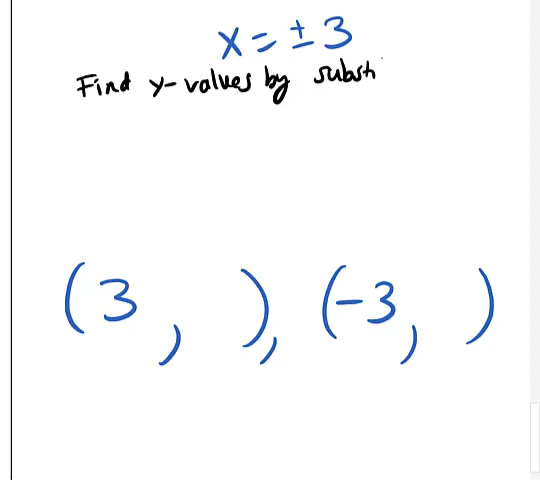 x = ± 3
Find y-values by subst
(3 , ), (-3, )